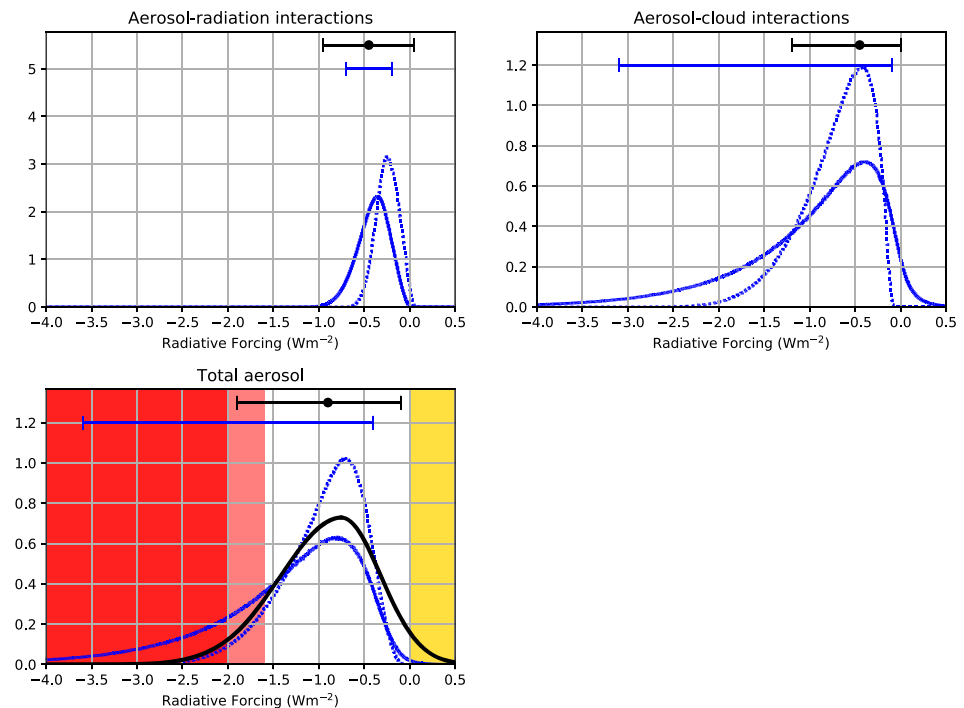 Aerosol-radiation interactions
5
4
3
2
1
0
−4.0 −3.5 −3.0 −2.5 −2.0 −1.5 −1.0 −0.5 0.0 0.5
Radiative Forcing (Wm⁻²)
Aerosol-cloud interactions
1.2
1.0
0.8
0.6
0.4
0.2
0.0
−4.0 −3.5 −3.0 −2.5 −2.0 −1.5 −1.0 −0.5 0.0 0.5
Radiative Forcing (Wm⁻²)
Total aerosol
1.2
1.0
0.8
0.6
0.4
0.2
0.0
−4.0 −3.5 −3.0 −2.5 −2.0 −1.5 −1.0 −0.5 0.0 0.5
Radiative Forcing (Wm⁻²)